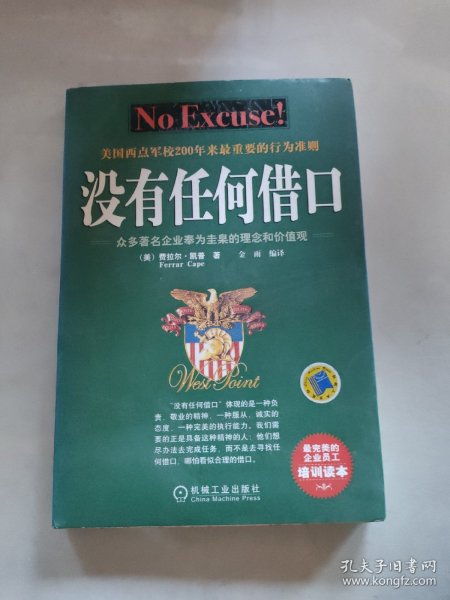 No Excuse!
美国西点军校200年来最重要的行为准则
没有任何借口
众多著名企业奉为圭臬的理念和价值观
（美）费拉尔·凯普 著 金雨 编译
Ferrar Cape
West Point
“没有任何借口”体现的是一种负
责、敬业的精神，一种服从、诚实的
态度，一种完美的执行能力。我们需
要的正是具备这种精神的人：他们想
尽办法去完成任务，而不是去寻找任
何借口，哪怕看似合理的借口。
最完美的
企业员工
培训读本
机械工业出版社
China Machine Press
孔夫子旧书网
www.kongfz.com